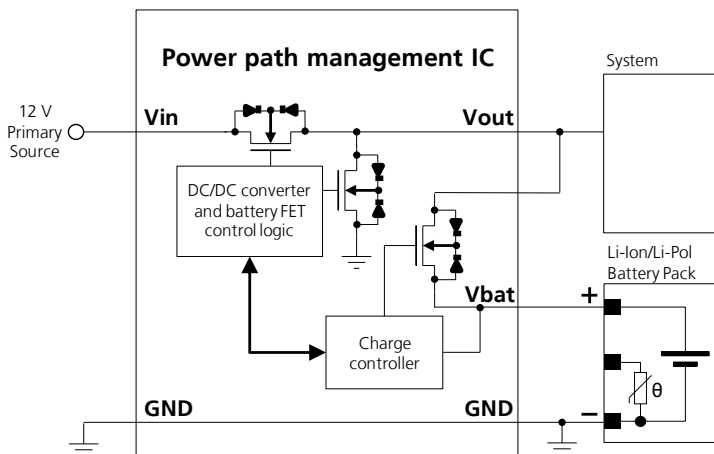 Power path management IC
System
12 V
Primary
Source
Vin
Vout
DC/DC converter
and battery FET
control logic
Li-Ion/Li-Pol
Battery Pack
Vbat
+
Charge
controller
θ
GND
GND
–